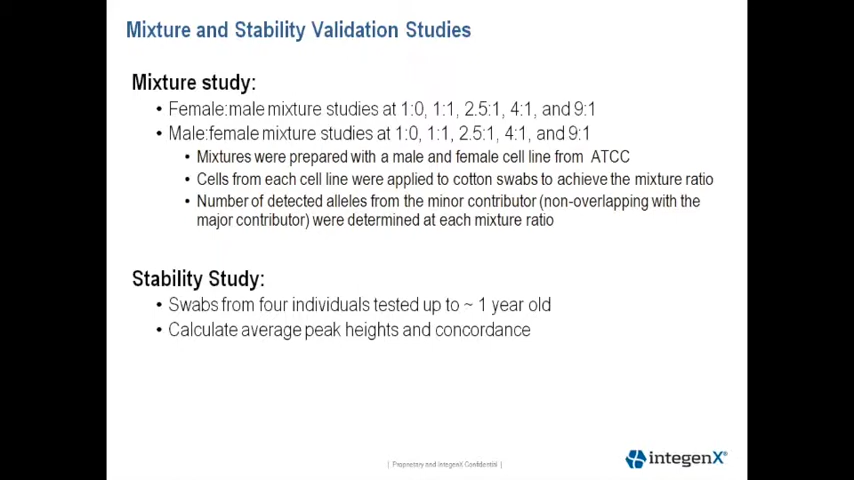 Mixture and Stability Validation Studies
Mixture study:
• Female:male mixture studies at 1:0, 1:1, 2.5:1, 4:1, and 9:1
• Male:female mixture studies at 1:0, 1:1, 2.5:1, 4:1, and 9:1
• Mixtures were prepared with a male and female cell line from ATCC
• Cells from each cell line were applied to cotton swabs to achieve the mixture ratio
• Number of detected alleles from the minor contributor (non-overlapping with the
major contributor) were determined at each mixture ratio
Stability Study:
• Swabs from four individuals tested up to ~ 1 year old
• Calculate average peak heights and concordance
| Proprietary and IntegenX Confidential |
integenX®